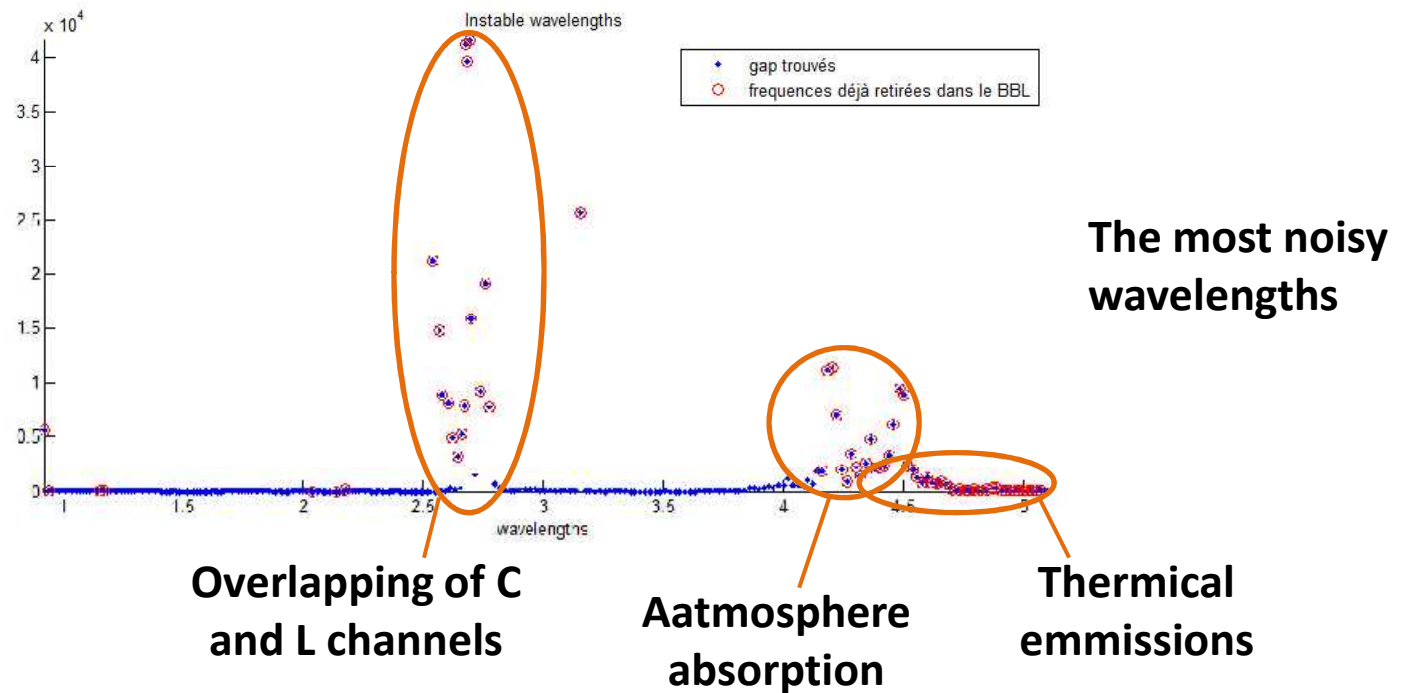 x 10⁴
Instable wavelengths
gap trouvés
frequences déjà retirées dans le BBL
4
3.5
3
2.5
2
1.5
1
0.5
0
1
1.5
2
2.5
3
3.5
4
4.5
5
wavelengths
The most noisy
wavelengths
Overlapping of C
and L channels
Aatmosphere
absorption
Thermical
emmissions